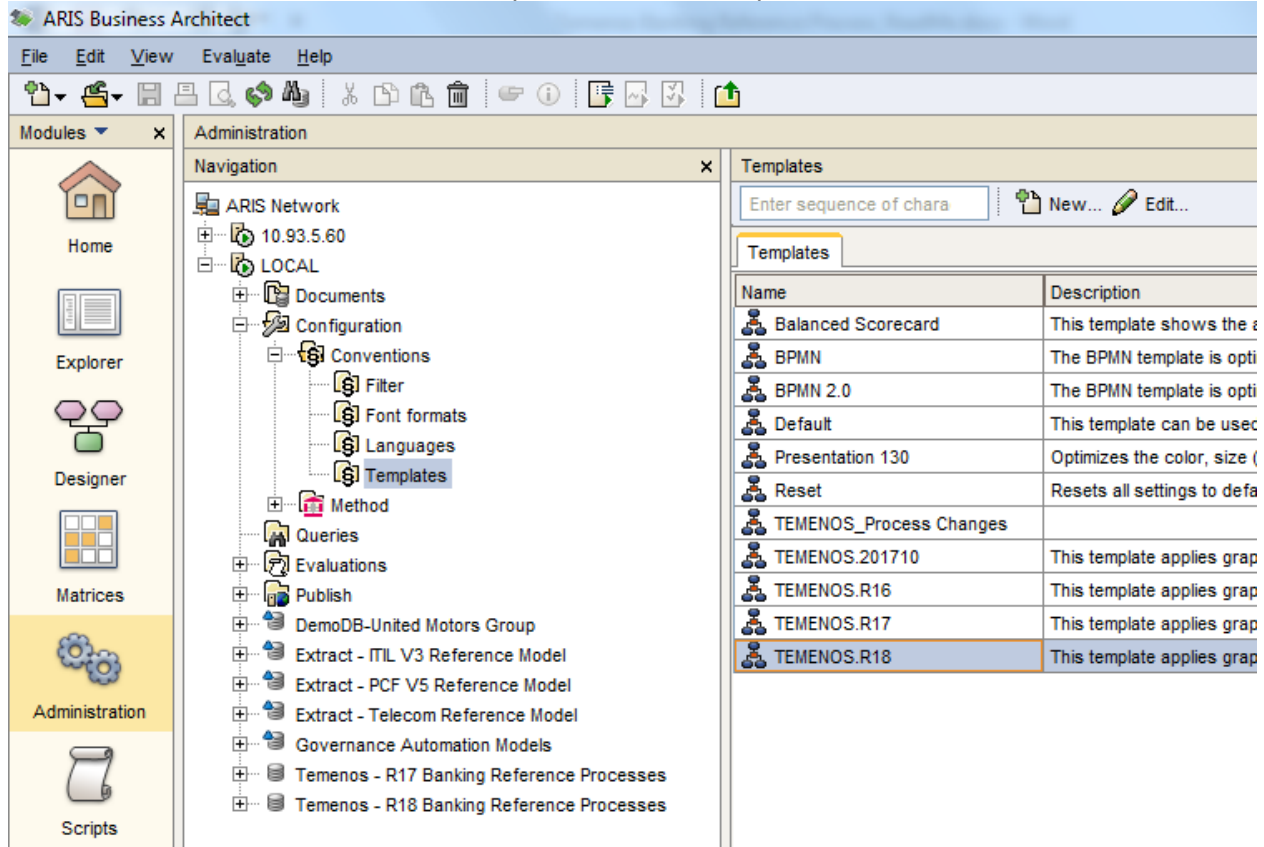 ARIS Business Architect
File Edit View Evaluate Help
Modules
Administration
Navigation
Templates
Home
Explorer
Designer
Matrices
Administration
Scripts
ARIS Network
10.93.5.60
LOCAL
Documents
Configuration
Conventions
Filter
Font formats
Languages
Templates
Method
Queries
Evaluations
Publish
DemoDB-United Motors Group
Extract - ITIL V3 Reference Model
Extract - PCF V5 Reference Model
Extract - Telecom Reference Model
Governance Automation Models
Temenos - R17 Banking Reference Processes
Temenos - R18 Banking Reference Processes
Enter sequence of chara New... Edit...
Templates
Name Description
Balanced Scorecard This template shows the a
BPMN The BPMN template is opti
BPMN 2.0 The BPMN template is opti
Default This template can be used
Presentation 130 Optimizes the color, size (
Reset Resets all settings to defa
TEMENOS_Process Changes
TEMENOS.201710 This template applies grap
TEMENOS.R16 This template applies grap
TEMENOS.R17 This template applies grap
TEMENOS.R18 This template applies grap